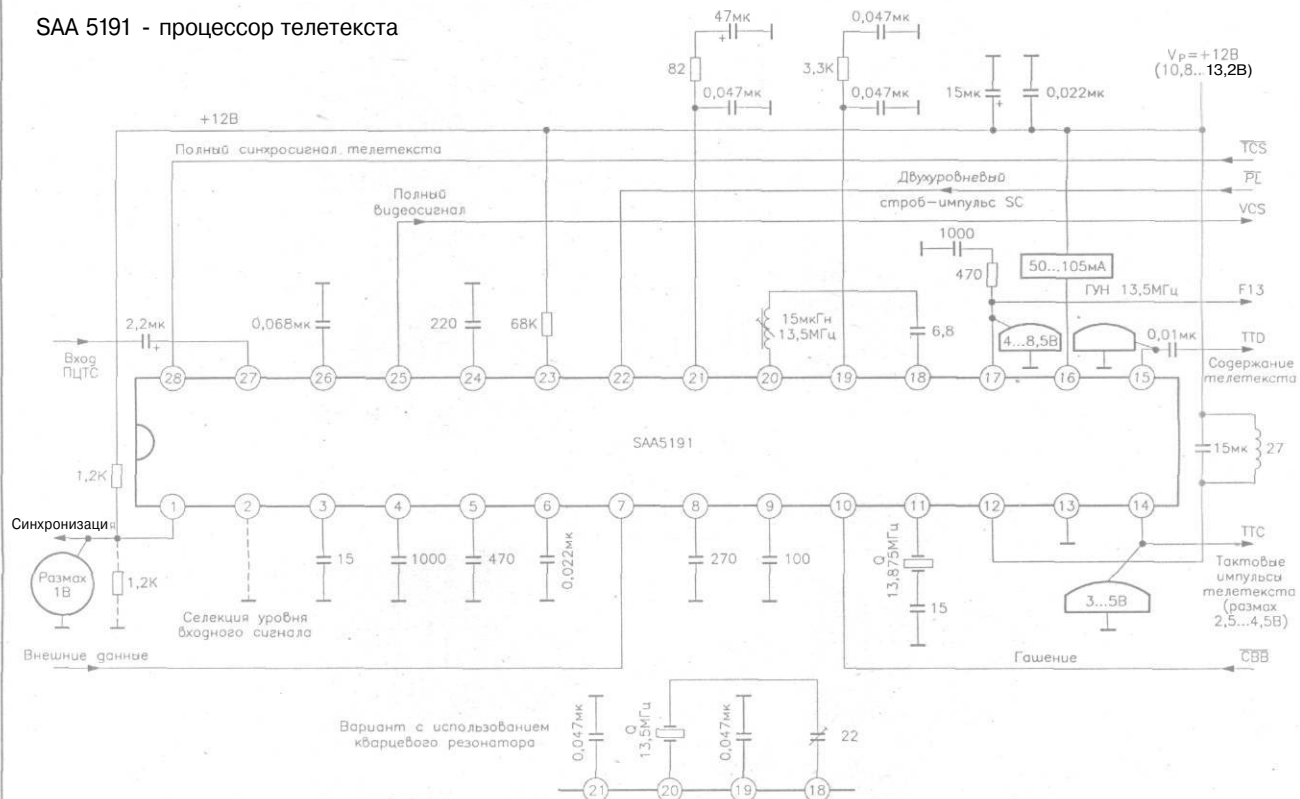 SAA 5191 - процессор телетекста
47мк
0,047мк
82
3,3К
0,047мк
0,047мк
15мк
0,022мк
Vр=+12В
(10,8...13,2В)
+12В
Полный синхросигнал телетекста
TCS
Двухуровневый
строб-импульс SC
PL
Полный
видеосигнал
VCS
1000
470
50...105мА
ГУН 13,5МГц
F13
2,2мк
0,068мк
220
68К
15мкГн
13,5МГц
6,8
4...8,5В
0,01мк
TTD
Содержание
телетекста
Вход
ПЦТС
28
27
26
25
24
23
22
21
20
19
18
17
16
15
SAA5191
1,2К
15мк
27
1
2
3
4
5
6
7
8
9
10
11
12
13
14
Синхронизация
Размах
1В
1,2К
15
1000
470
0,022мк
270
100
Q
13,875МГц
15
3...5В
TTC
Тактовые
импульсы
телетекста
(размах
2,5...4,5В)
Селекция уровня
входного сигнала
Внешние данные
Гашение
CBB
Вариант с использованием
кварцевого резонатора
0,047мк
Q
13,5МГц
0,047мк
22
21
20
19
18